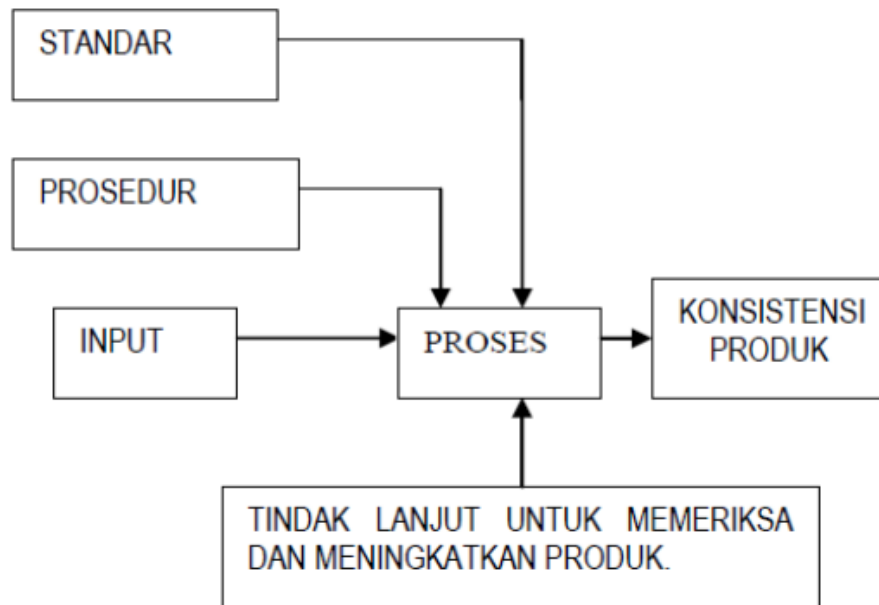 STANDAR
PROSEDUR
INPUT
PROSES
KONSISTENSI
PRODUK
TINDAK LANJUT UNTUK MEMERIKSA
DAN MENINGKATKAN PRODUK.